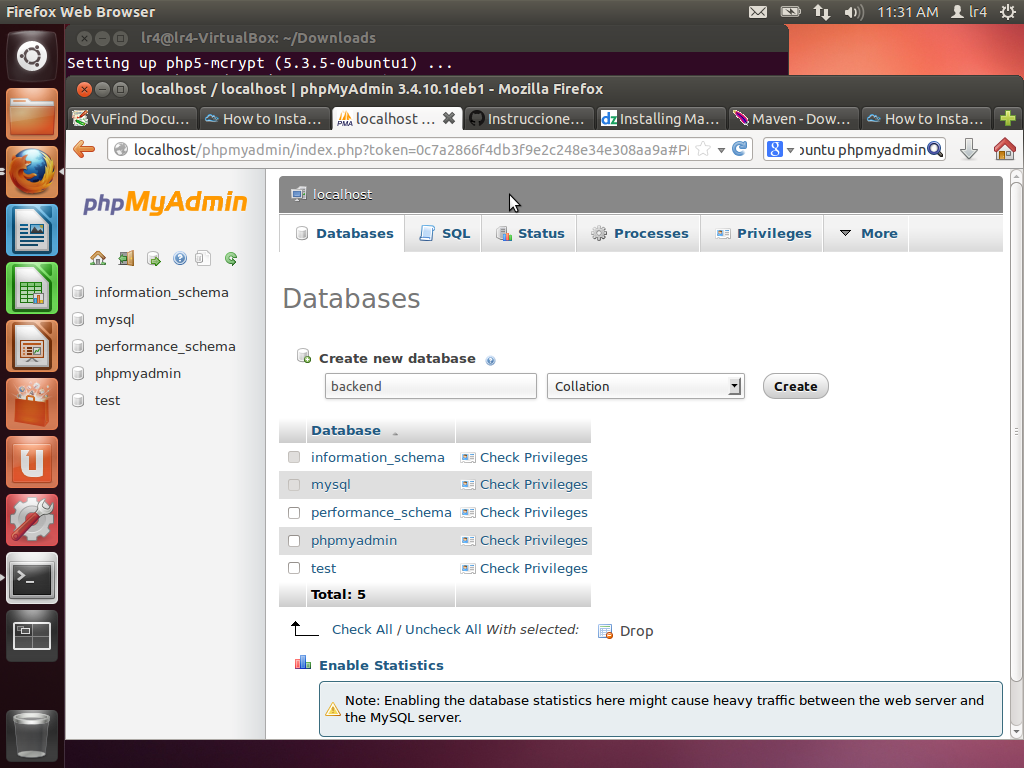 Firefox Web Browser 11:31 AM lr4
lr4@lr4-VirtualBox: ~/Downloads
Setting up php5-mcrypt (5.3.5-0ubuntu1) ...
localhost / localhost | phpMyAdmin 3.4.10.1deb1 - Mozilla Firefox
VuFind Docu... How to Insta... PMA localhost ... Instruccione... dz Installing Ma... Maven - Dow... How to Insta...
localhost/phpmyadmin/index.php?token=0c7a2866f4db3f9e2c248e34e308aa9a#P 8 buntu phpmyadmin
phpMyAdmin
information_schema
mysql
performance_schema
phpmyadmin
test
localhost
Databases SQL Status Processes Privileges More
Databases
Create new database
backend Collation Create
Database
information_schema Check Privileges
mysql Check Privileges
performance_schema Check Privileges
phpmyadmin Check Privileges
test Check Privileges
Total: 5
Check All / Uncheck All With selected: Drop
Enable Statistics
Note: Enabling the database statistics here might cause heavy traffic between the web server and
the MySQL server.